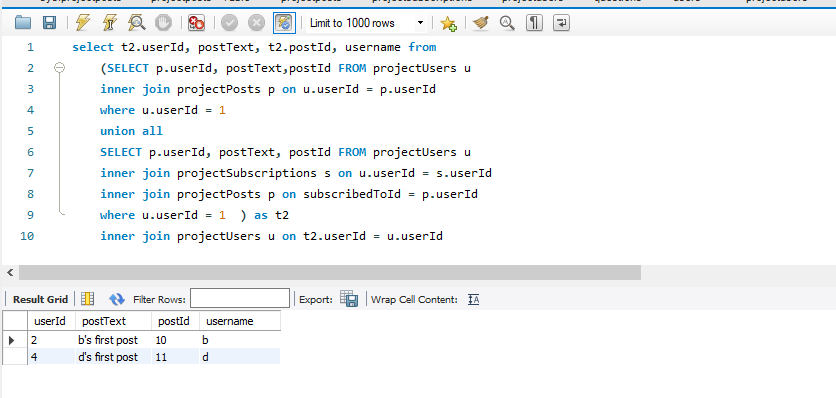 Limit to 1000 rows
1 select t2.userId, postText, t2.postId, username from
2 (SELECT p.userId, postText,postId FROM projectUsers u
3 inner join projectPosts p on u.userId = p.userId
4 where u.userId = 1
5 union all
6 SELECT p.userId, postText, postId FROM projectUsers u
7 inner join projectSubscriptions s on u.userId = s.userId
8 inner join projectPosts p on subscribedToId = p.userId
9 where u.userId = 1  ) as t2
10 inner join projectUsers u on t2.userId = u.userId
Result Grid Filter Rows: Export: Wrap Cell Content:
userId postText postId username
2 b's first post 10 b
4 d's first post 11 d